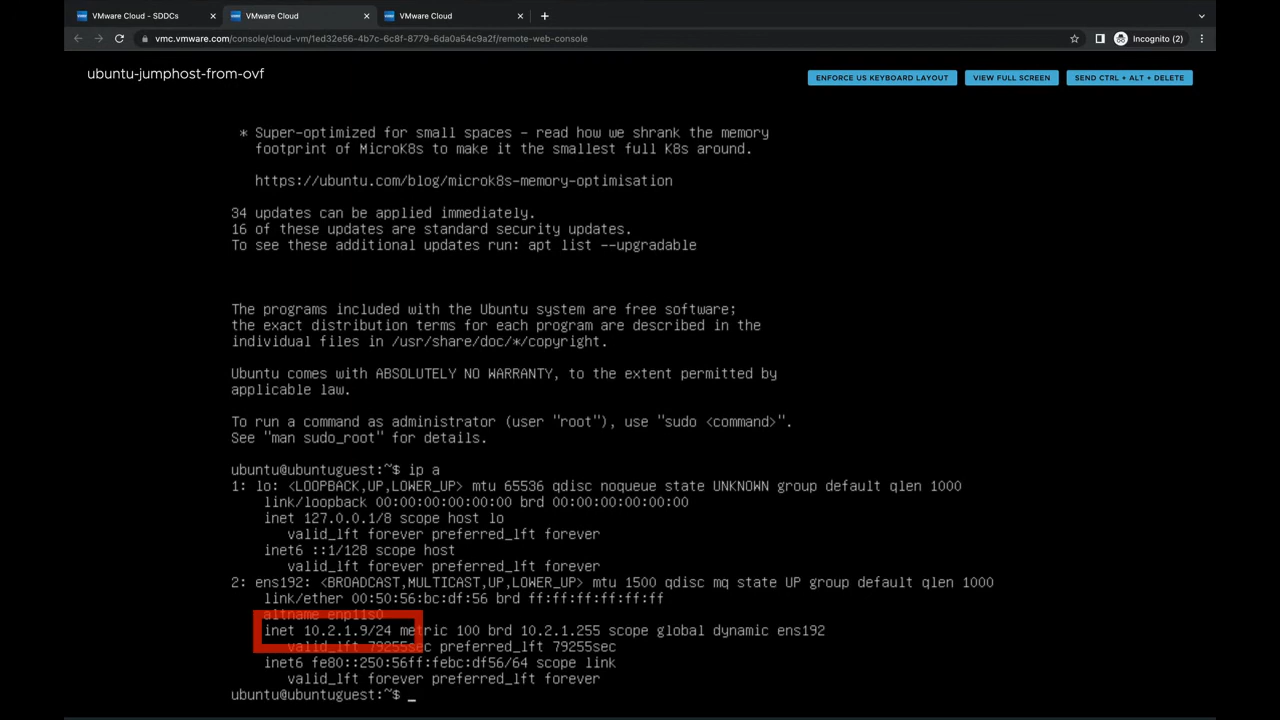 VMware Cloud - SDDCs
VMware Cloud
VMware Cloud
vmc.vmware.com/console/cloud-vm/1ed32e56-4b7c-6c8f-8779-6da0a54c9a2f/remote-web-console
Incognito (2)
ubuntu-jumphost-from-ovf
ENFORCE US KEYBOARD LAYOUT
VIEW FULL SCREEN
SEND CTRL + ALT + DELETE
* Super-optimized for small spaces - read how we shrank the memory
footprint of MicroK8s to make it the smallest full K8s around.
https://ubuntu.com/blog/microk8s-memory-optimisation
34 updates can be applied immediately.
16 of these updates are standard security updates.
To see these additional updates run: apt list --upgradable
The programs included with the Ubuntu system are free software;
the exact distribution terms for each program are described in the
individual files in /usr/share/doc/*/copyright.
Ubuntu comes with ABSOLUTELY NO WARRANTY, to the extent permitted by
applicable law.
To run a command as administrator (user "root"), use "sudo <command>".
See "man sudo_root" for details.
ubuntu@ubuntuguest:~$ ip a
1: lo: <LOOPBACK,UP,LOWER_UP> mtu 65536 qdisc noqueue state UNKNOWN group default qlen 1000
link/loopback 00:00:00:00:00:00 brd 00:00:00:00:00:00
inet 127.0.0.1/8 scope host lo
valid_lft forever preferred_lft forever
inet6 ::1/128 scope host
valid_lft forever preferred_lft forever
2: ens192: <BROADCAST,MULTICAST,UP,LOWER_UP> mtu 1500 qdisc mq state UP group default qlen 1000
link/ether 00:50:56:bc:df:56 brd ff:ff:ff:ff:ff:ff
altname enp11s0
inet 10.2.1.9/24 metric 100 brd 10.2.1.255 scope global dynamic ens192
valid_lft 79255sec preferred_lft 79255sec
inet6 fe80::250:56ff:febc:df56/64 scope link
valid_lft forever preferred_lft forever
ubuntu@ubuntuguest:~$ _